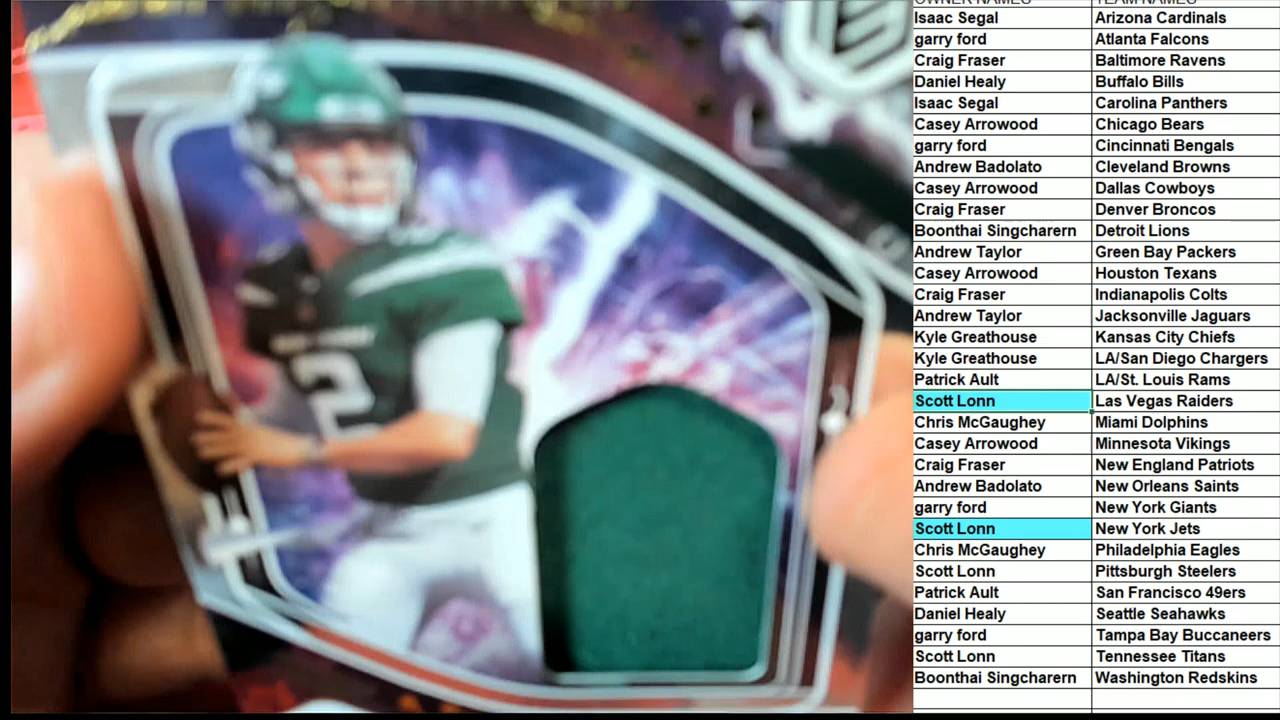 OWNER NAMES TEAM NAMES
Isaac Segal Arizona Cardinals
garry ford Atlanta Falcons
Craig Fraser Baltimore Ravens
Daniel Healy Buffalo Bills
Isaac Segal Carolina Panthers
Casey Arrowood Chicago Bears
garry ford Cincinnati Bengals
Andrew Badolato Cleveland Browns
Casey Arrowood Dallas Cowboys
Craig Fraser Denver Broncos
Boonthai Singcharern Detroit Lions
Andrew Taylor Green Bay Packers
Casey Arrowood Houston Texans
Craig Fraser Indianapolis Colts
Andrew Taylor Jacksonville Jaguars
Kyle Greathouse Kansas City Chiefs
Kyle Greathouse LA/San Diego Chargers
Patrick Ault LA/St. Louis Rams
Scott Lonn Las Vegas Raiders
Chris McGaughey Miami Dolphins
Casey Arrowood Minnesota Vikings
Craig Fraser New England Patriots
Andrew Badolato New Orleans Saints
garry ford New York Giants
Scott Lonn New York Jets
Chris McGaughey Philadelphia Eagles
Scott Lonn Pittsburgh Steelers
Patrick Ault San Francisco 49ers
Daniel Healy Seattle Seahawks
garry ford Tampa Bay Buccaneers
Scott Lonn Tennessee Titans
Boonthai Singcharern Washington Redskins
2